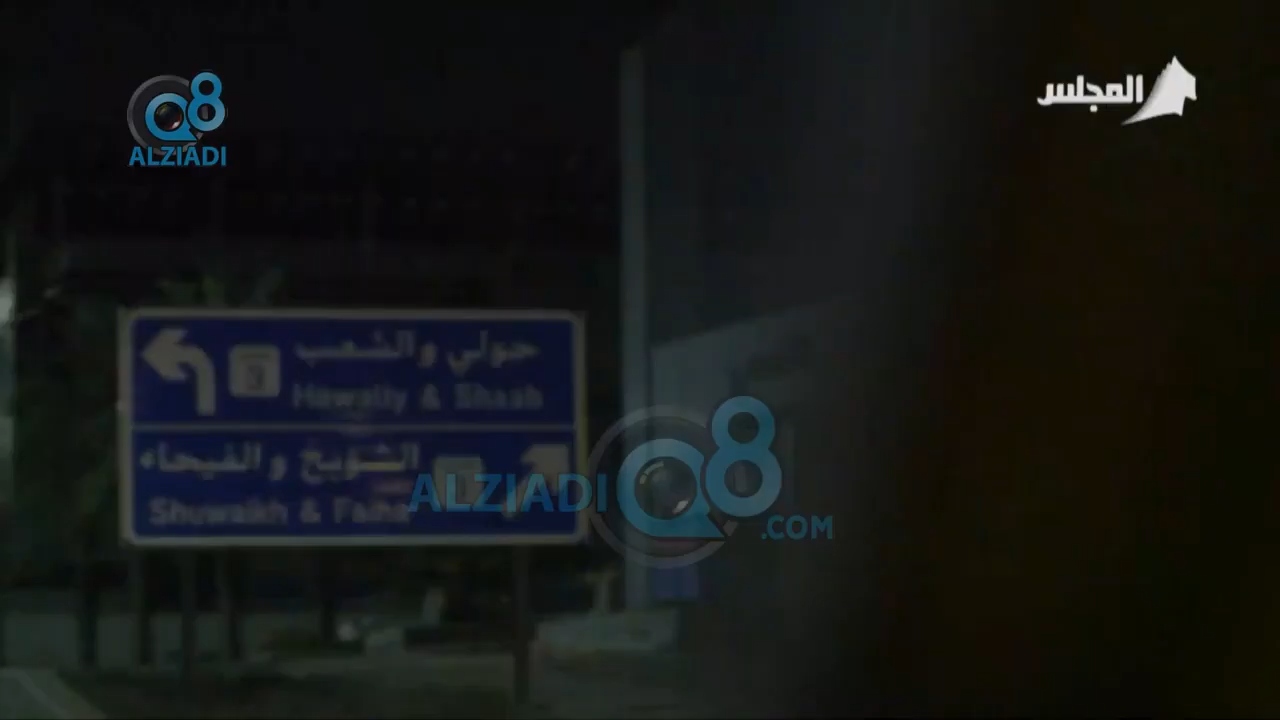 Q8
ALZIADI
المجلس
حولي والشعب
Hawally & Shaab
الشويخ والفيحاء
Shuwaikh & Faiha
ALZIADI Q8 .COM